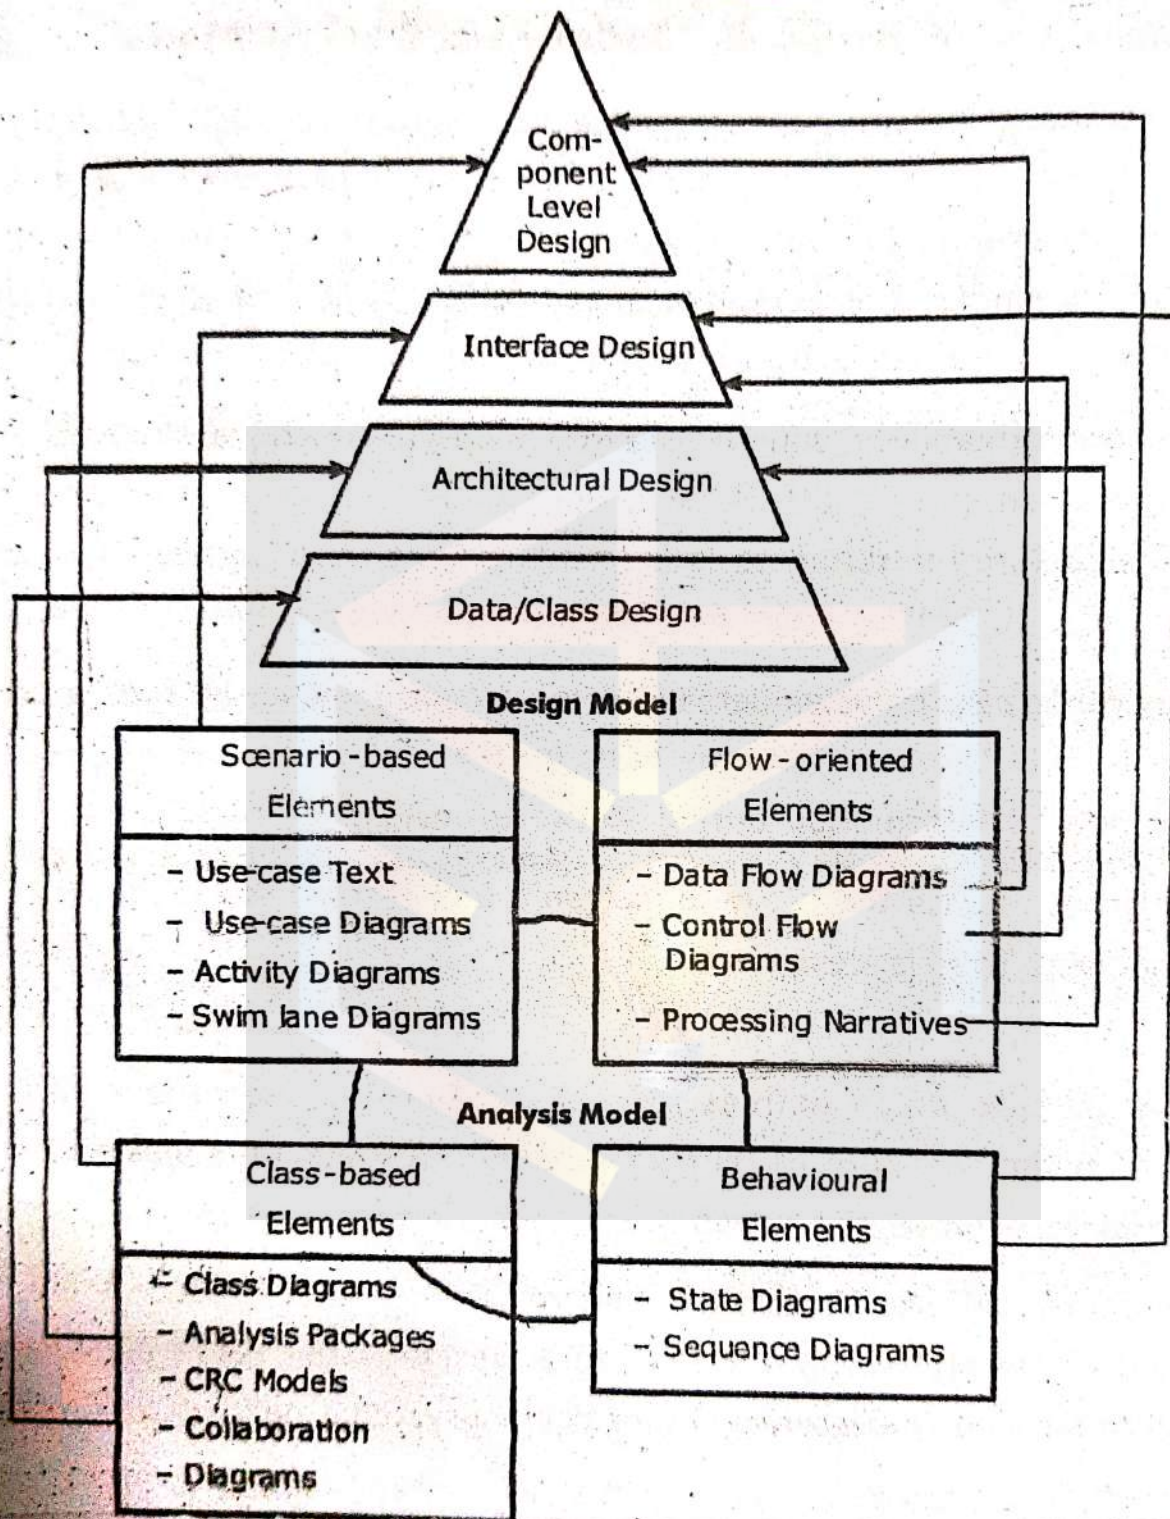 Com-
ponent
Level
Design
Interface Design
Architectural Design
Data/Class Design
Design Model
Scenario-based
Elements
- Use-case Text
- Use-case Diagrams
- Activity Diagrams
- Swim lane Diagrams
Flow-oriented
Elements
- Data Flow Diagrams
- Control Flow
Diagrams
- Processing Narratives
Analysis Model
Class-based
Elements
- Class Diagrams
- Analysis Packages
- CRC Models
- Collaboration
- Diagrams
Behavioural
Elements
- State Diagrams
- Sequence Diagrams